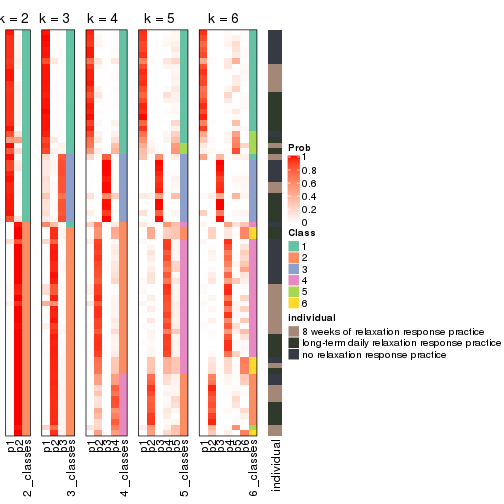 k = 2 k = 3 k = 4 k = 5 k = 6
Prob
1
0.8
0.6
0.4
0.2
0
Class
1
2
3
4
5
6
individual
8 weeks of relaxation response practice
long-term daily relaxation response practice
no relaxation response practice
p1
p2
2_classes
p1
p2
p3
3_classes
p1
p2
p3
p4
4_classes
p1
p2
p3
p4
p5
5_classes
p1
p2
p3
p4
p5
p6
6_classes
individual